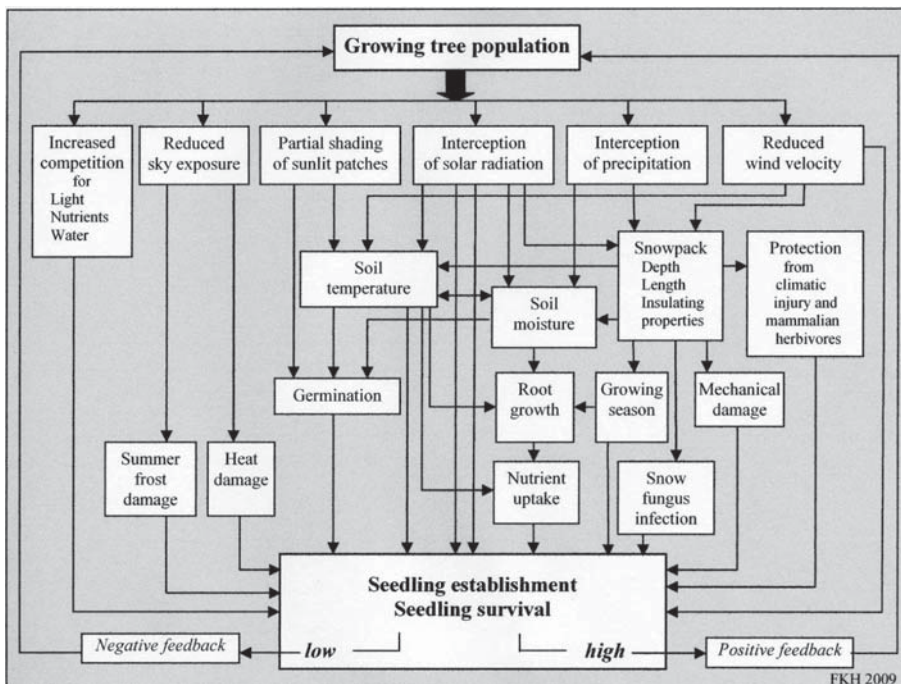 Growing tree population
Increased
competition
for
Light
Nutrients
Water
Reduced
sky exposure
Partial shading
of sunlit patches
Interception
of solar radiation
Interception
of precipitation
Reduced
wind velocity
Soil
temperature
Soil
moisture
Snowpack
Depth
Length
Insulating
properties
Protection
from
climatic
injury and
mammalian
herbivores
Germination
Root
growth
Growing
season
Mechanical
damage
Summer
frost
damage
Heat
damage
Nutrient
uptake
Snow
fungus
infection
Seedling establishment
Seedling survival
Negative feedback
low
high
Positive feedback
FKH 2009